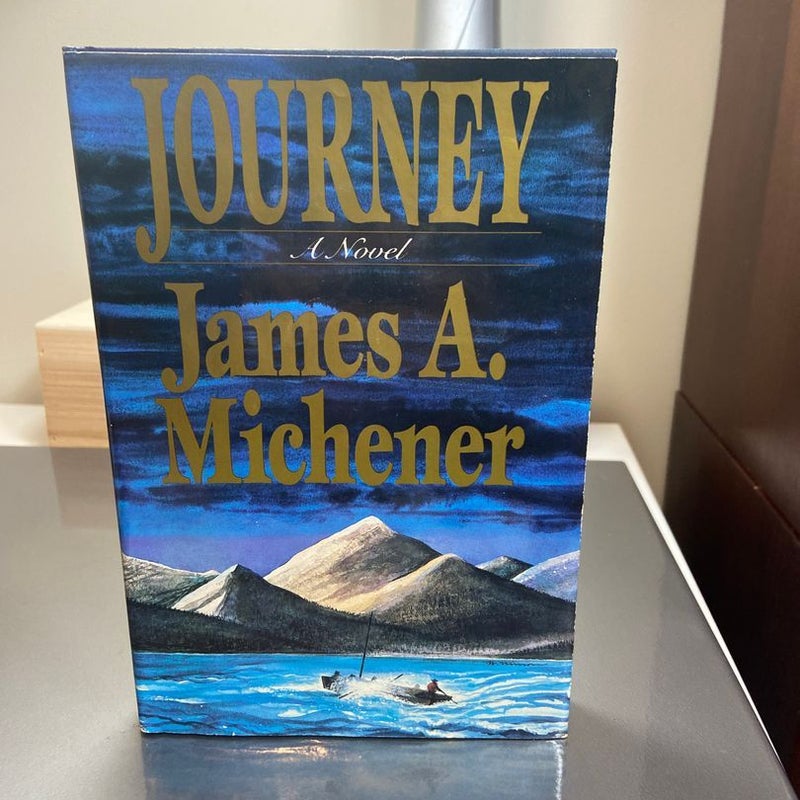 JOURNEY
A Novel
James A.
Michener